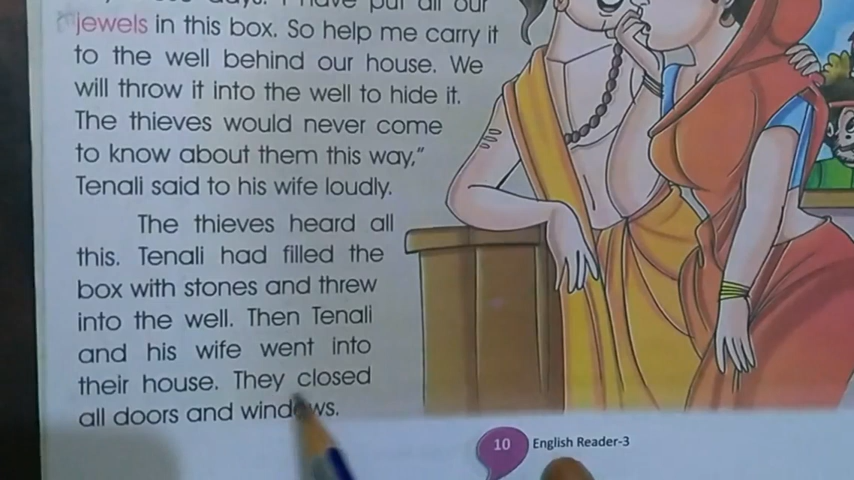 put all our
jewels in this box. So help me carry it
to the well behind our house. We
will throw it into the well to hide it.
The thieves would never come
to know about them this way,"
Tenali said to his wife loudly.
The thieves heard all
this. Tenali had filled the
box with stones and threw
into the well. Then Tenali
and his wife went into
their house. They closed
all doors and windows.
10 English Reader-3